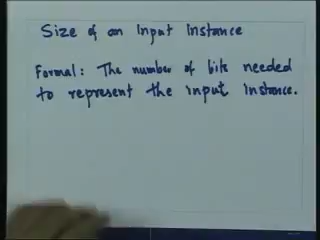 Size of an Input Instance
Formal: The number of bits needed
to represent the input instance.